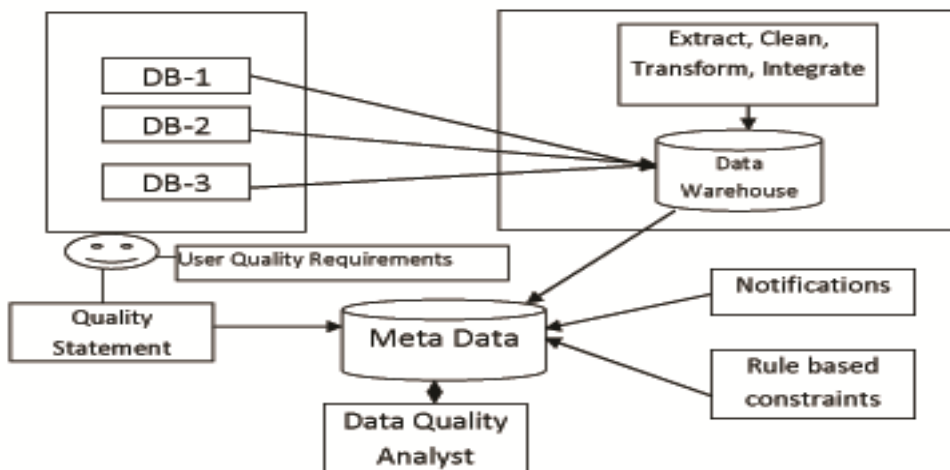 DB-1
DB-2
DB-3
Extract, Clean,
Transform, Integrate
Data
Warehouse
User Quality Requirements
Quality
Statement
Meta Data
Notifications
Rule based
constraints
Data Quality
Analyst